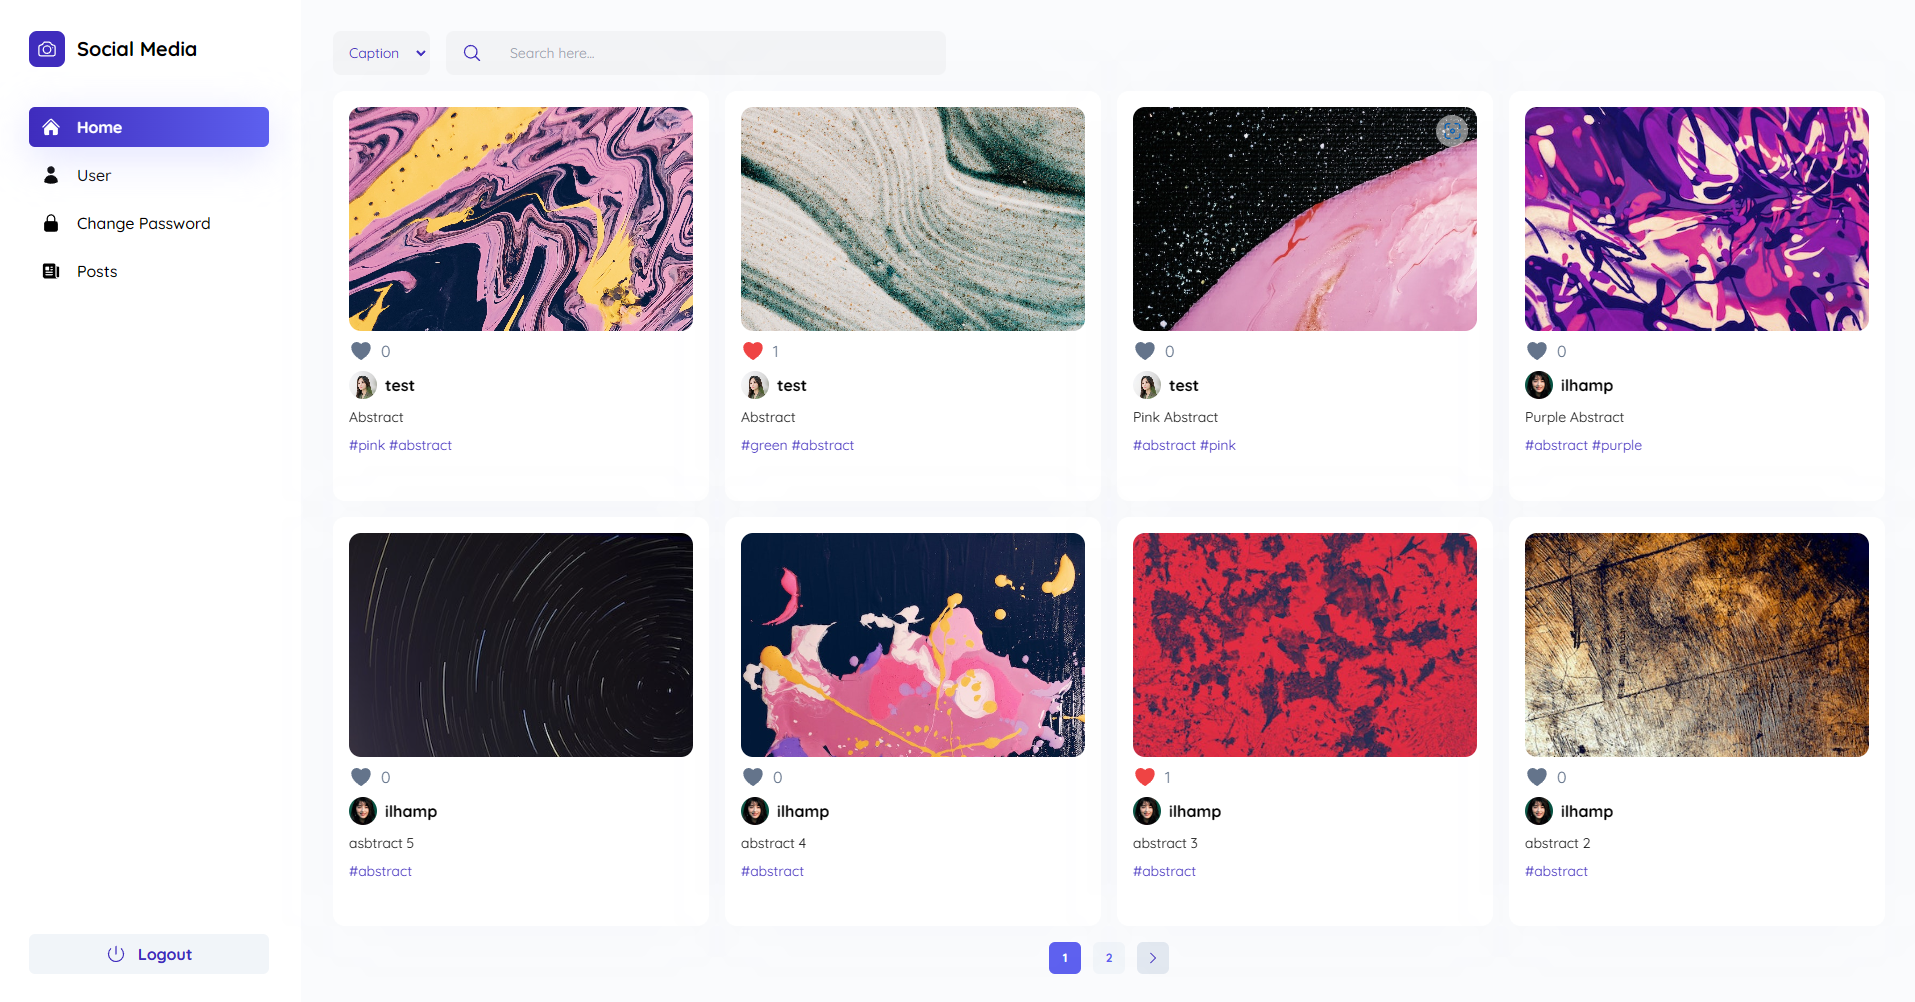 Social Media
Home
User
Change Password
Posts
Logout
Caption
Search here...
0
test
Abstract
#pink #abstract
1
test
Abstract
#green #abstract
0
test
Pink Abstract
#abstract #pink
0
ilhamp
Purple Abstract
#abstract #purple
0
ilhamp
asbtract 5
#abstract
0
ilhamp
abstract 4
#abstract
1
ilhamp
abstract 3
#abstract
0
ilhamp
abstract 2
#abstract
1 2